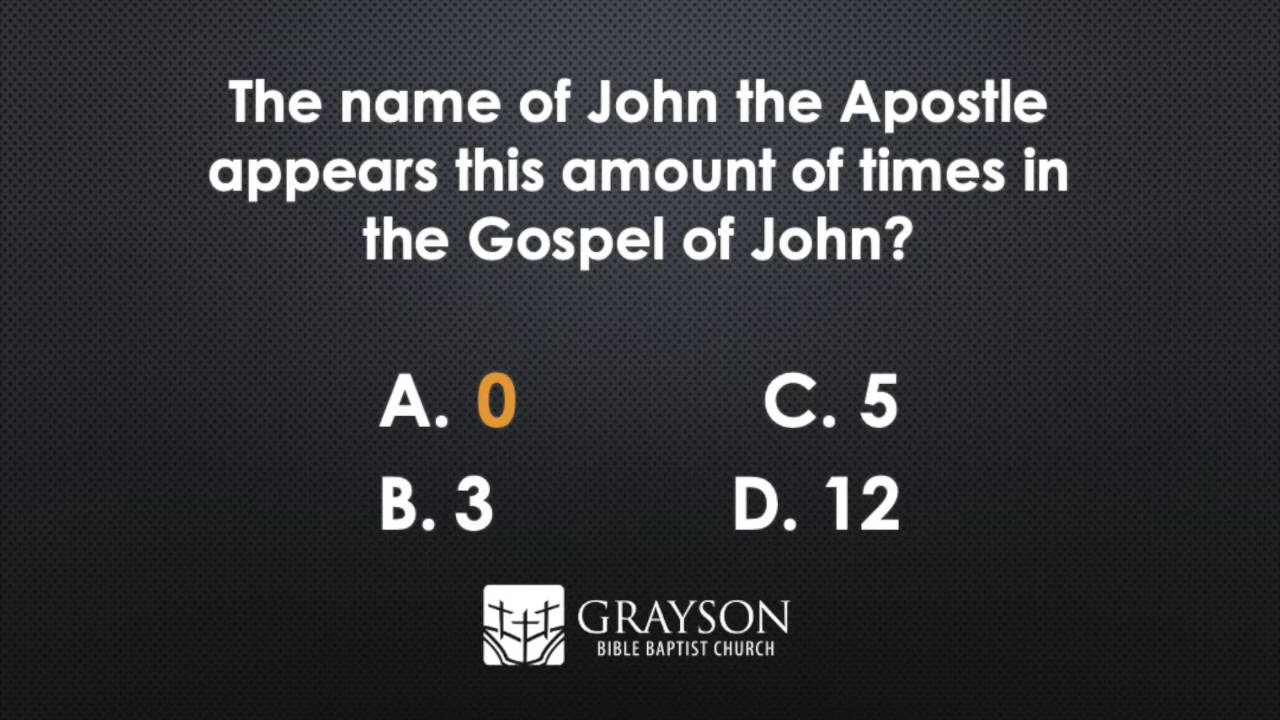 The name of John the Apostle
appears this amount of times in
the Gospel of John?
A. 0
C. 5
B. 3
D. 12
GRAYSON
BIBLE BAPTIST CHURCH